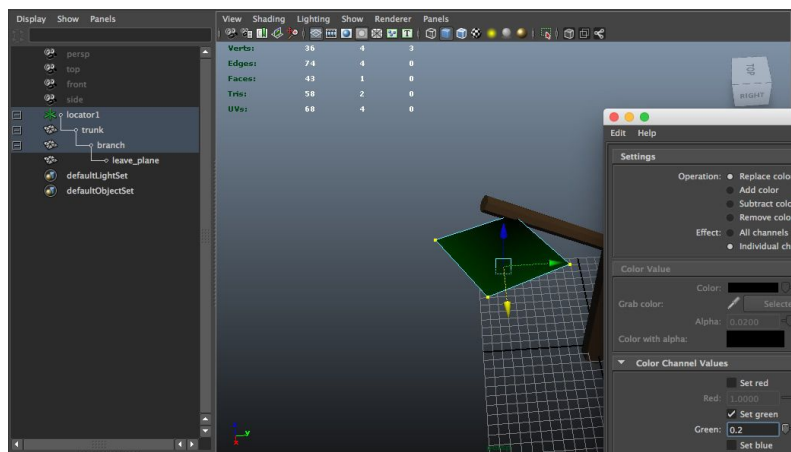 Display Show Panels
View Shading Lighting Show Renderer Panels
persp
top
front
side
locator1
trunk
branch
leave_plane
defaultLightSet
defaultObjectSet
Verts: 36 4 3
Edges: 74 4 0
Faces: 43 1 0
Tris: 58 2 0
UVs: 68 4 0
TOP
RIGHT
Edit Help
Settings
Operation: Replace colo
Add color
Subtract colo
Remove colo
Effect: All channels
Individual ch
Color Value
Color:
Grab color: Selecte
Alpha: 0.0200
Color with alpha:
Color Channel Values
Set red
Red: 1.0000
Set green
Green: 0.2
Set blue
y